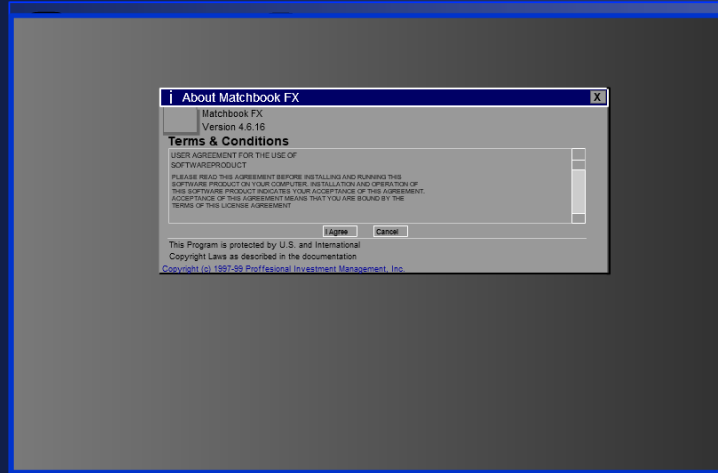 i About Matchbook FX X
Matchbook FX
Version 4.6.16
Terms & Conditions
USER AGREEMENT FOR THE USE OF
SOFTWAREPRODUCT
PLEASE READ THIS AGREEMENT BEFORE INSTALLING AND RUNNING THIS
SOFTWARE PRODUCT ON YOUR COMPUTER. INSTALLATION AND OPERATION OF
THIS SOFTWARE PRODUCT INDICATES YOUR ACCEPTANCE OF THIS AGREEMENT.
ACCEPTANCE OF THIS AGREEMENT MEANS THAT YOU ARE BOUND BY THE
TERMS OF THIS LICENSE AGREEMENT
I Agree Cancel
This Program is protected by U.S. and International
Copyright Laws as described in the documentation
Copyright (c) 1997-99 Proffesional Investment Management, Inc.